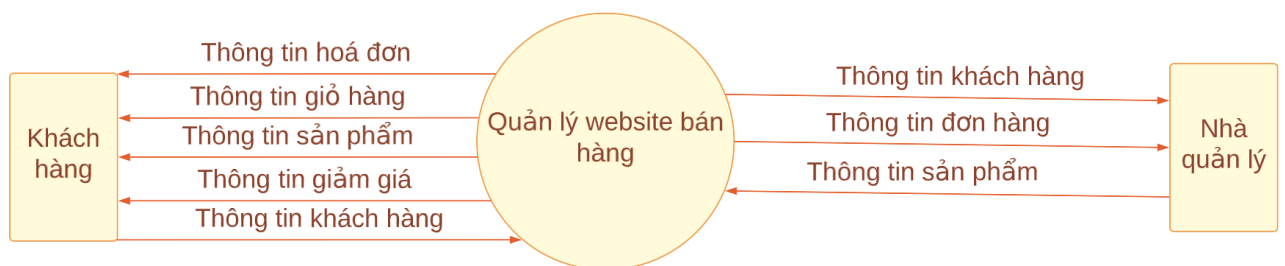 Thông tin hoá đơn
Thông tin giỏ hàng
Thông tin sản phẩm
Thông tin giảm giá
Thông tin khách hàng
Khách
hàng
Quản lý website bán
hàng
Thông tin khách hàng
Thông tin đơn hàng
Thông tin sản phẩm
Nhà
quản lý